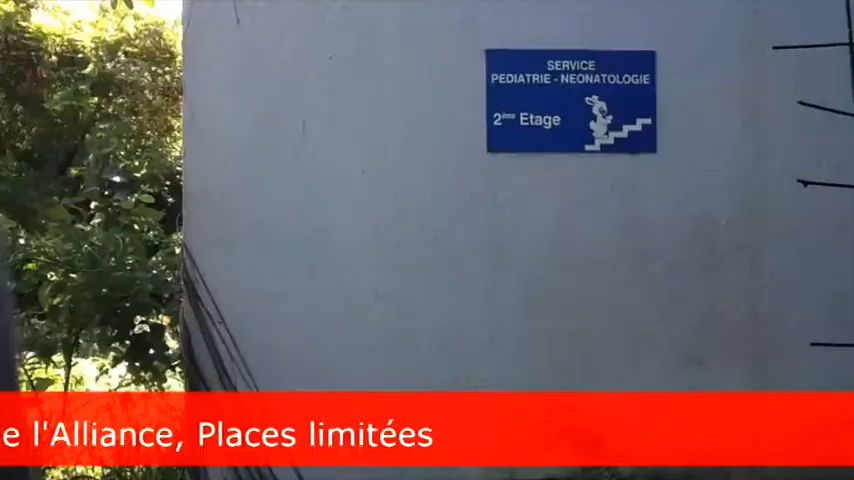 SERVICE
PEDIATRIE - NEONATOLOGIE
2ème Etage
e l'Alliance, Places limitées